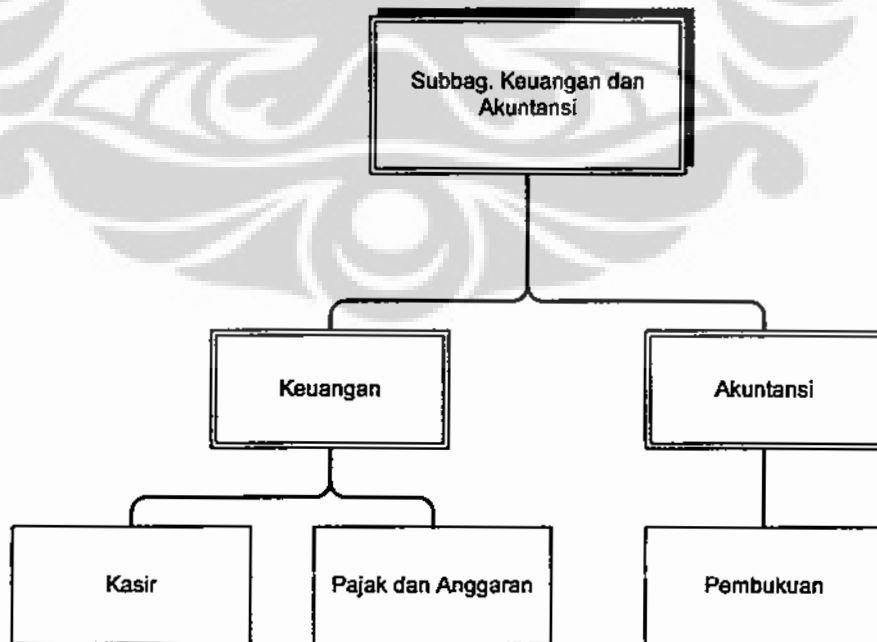 Subbag. Keuangan dan
Akuntansi
Keuangan
Akuntansi
Kasir
Pajak dan Anggaran
Pembukuan